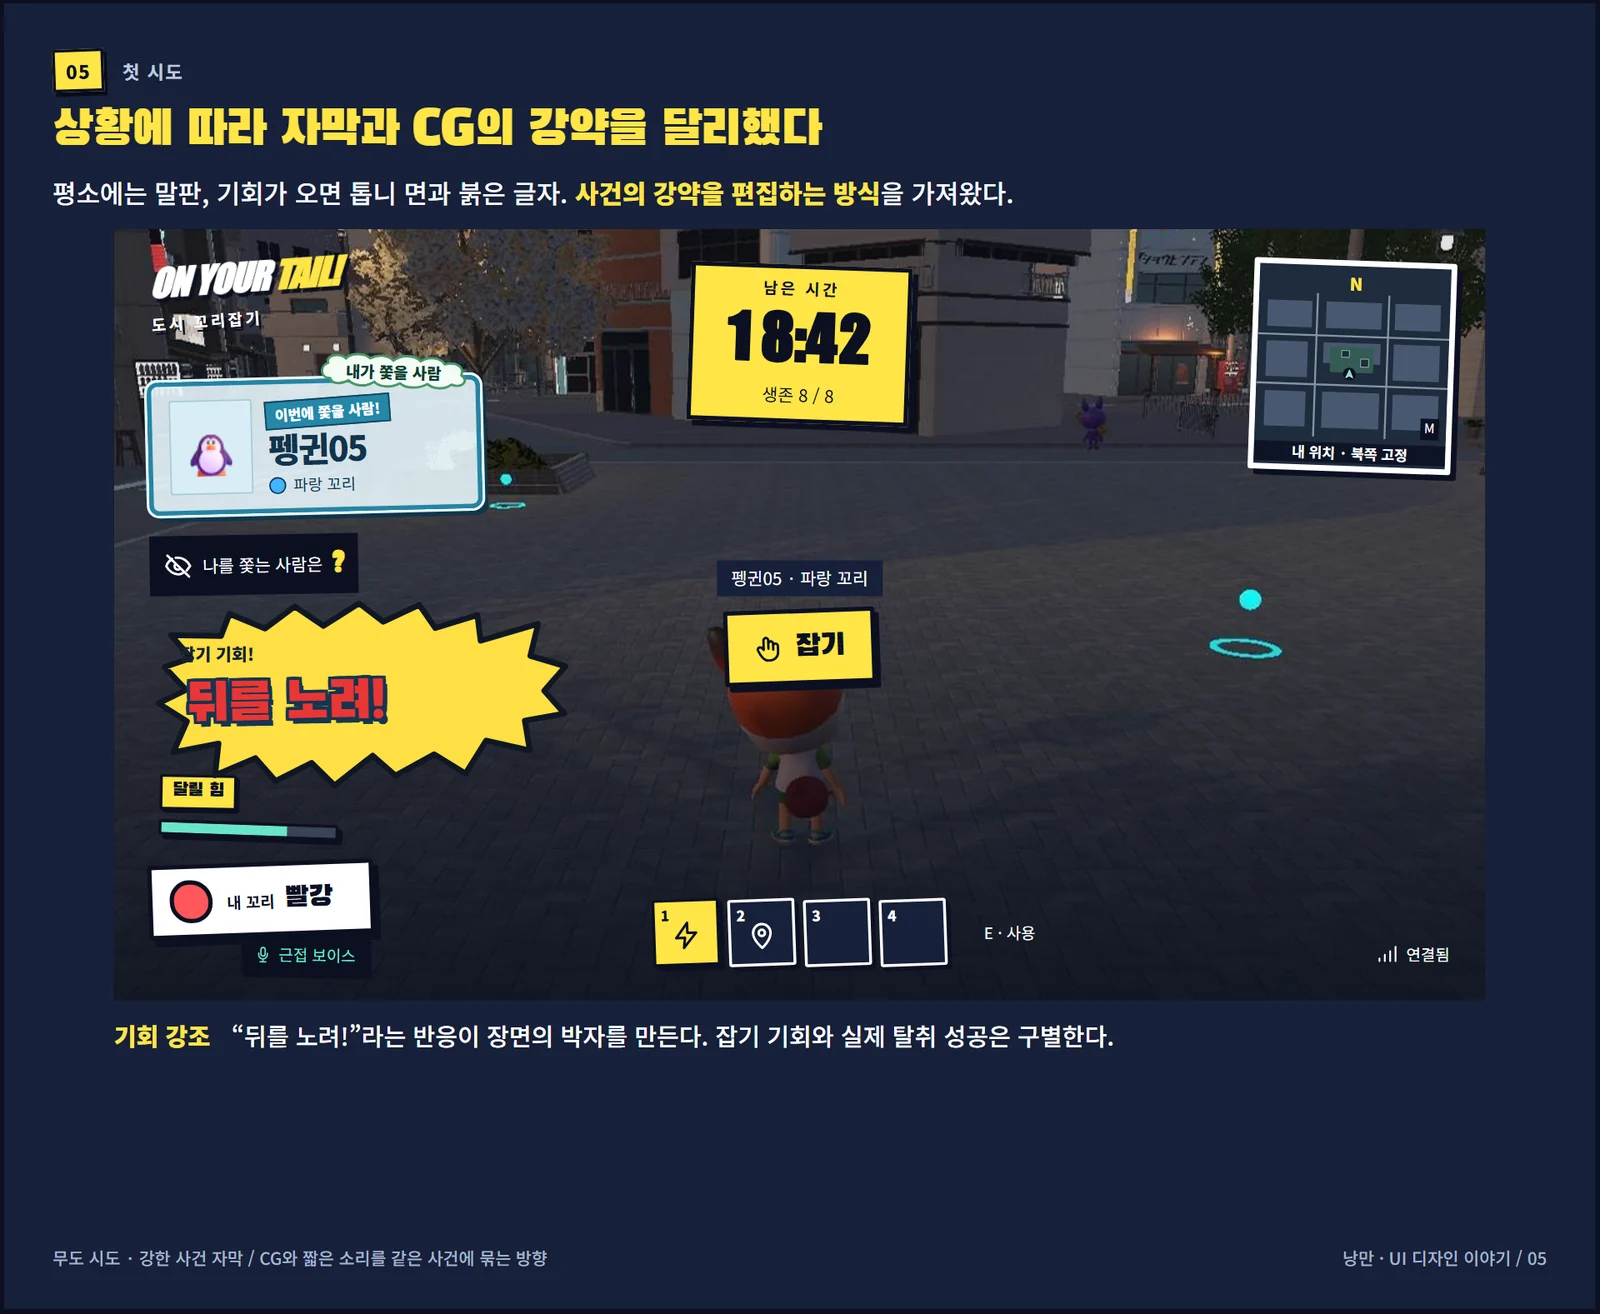 05 첫 시도
상황에 따라 자막과 CG의 강약을 달리했다
평소에는 말판, 기회가 오면 톱니 면과 붉은 글자. 사건의 강약을 편집하는 방식을 가져왔다.
ON YOUR TAIL!
도시 꼬리잡기
내가 쫓을 사람
이번에 쫓을 사람!
펭귄05
파랑 꼬리
나를 쫓는 사람은 ?
잡기 기회!
뒤를 노려!
달릴 힘
내 꼬리 빨강
근접 보이스
남은 시간
18:42
생존 8 / 8
펭귄05 · 파랑 꼬리
잡기
1
2
3
4
E · 사용
N
M
내 위치 · 북쪽 고정
연결됨
기회 강조 “뒤를 노려!”라는 반응이 장면의 박자를 만든다. 잡기 기회와 실제 탈취 성공은 구별한다.
무도 시도 · 강한 사건 자막 / CG와 짧은 소리를 같은 사건에 묶는 방향
낭만 · UI 디자인 이야기 / 05